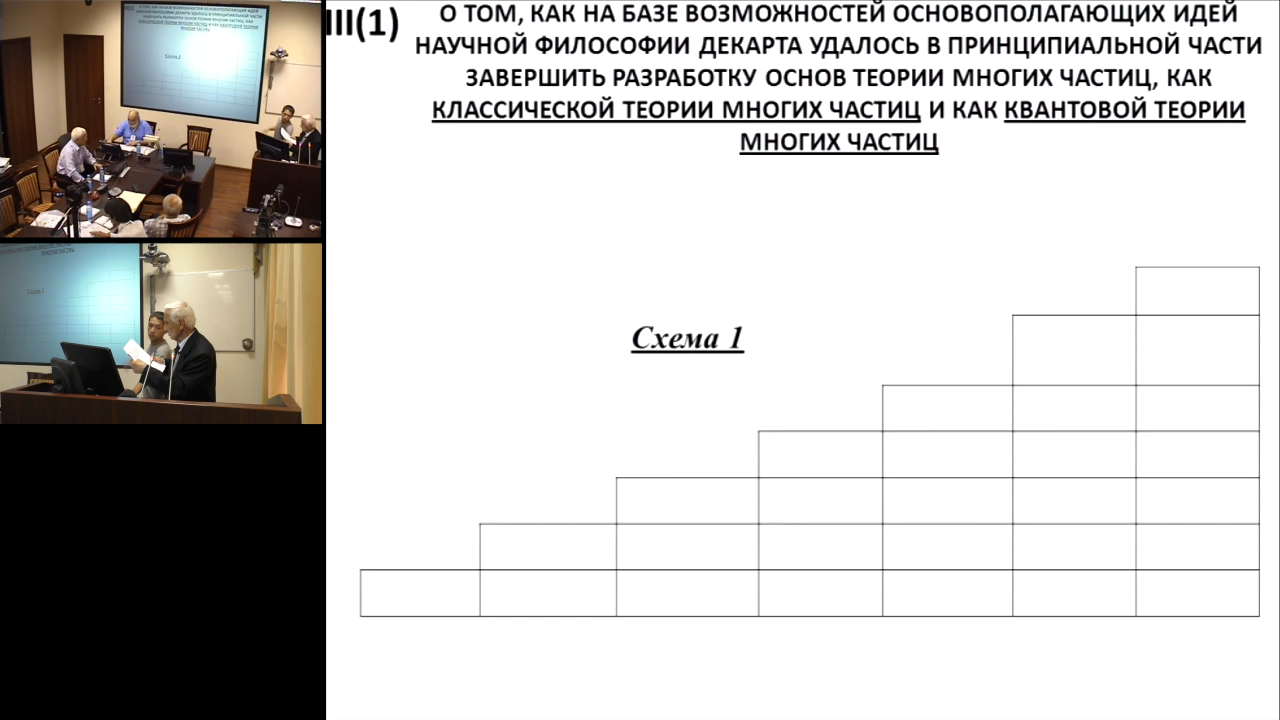 III(1)
О ТОМ, КАК НА БАЗЕ ВОЗМОЖНОСТЕЙ ОСНОВОПОЛАГАЮЩИХ ИДЕЙ
НАУЧНОЙ ФИЛОСОФИИ ДЕКАРТА УДАЛОСЬ В ПРИНЦИПИАЛЬНОЙ ЧАСТИ
ЗАВЕРШИТЬ РАЗРАБОТКУ ОСНОВ ТЕОРИИ МНОГИХ ЧАСТИЦ, КАК
КЛАССИЧЕСКОЙ ТЕОРИИ МНОГИХ ЧАСТИЦ И КАК КВАНТОВОЙ ТЕОРИИ
МНОГИХ ЧАСТИЦ
Схема 1